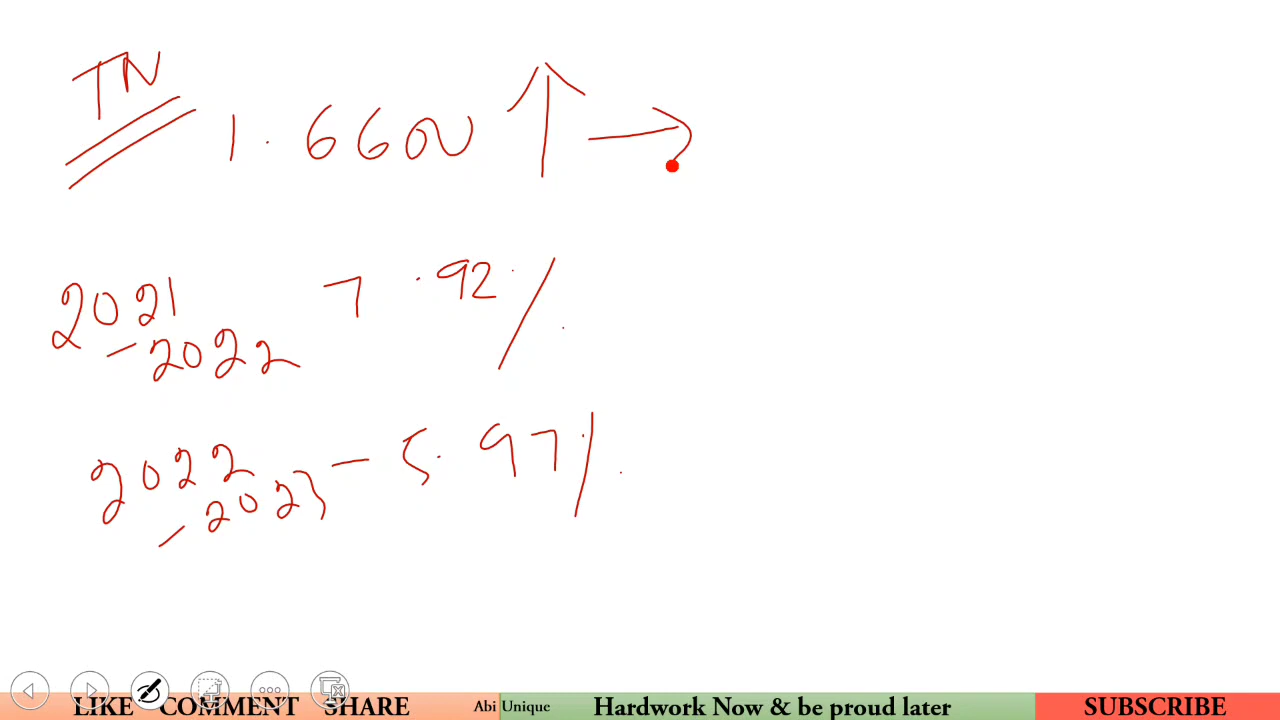 TN
1.6600 ↑ →
2021 7.92%
-2022
2022 - 5.97%
-2023
LIKE COMMENT SHARE Abi Unique Hardwork Now & be proud later SUBSCRIBE